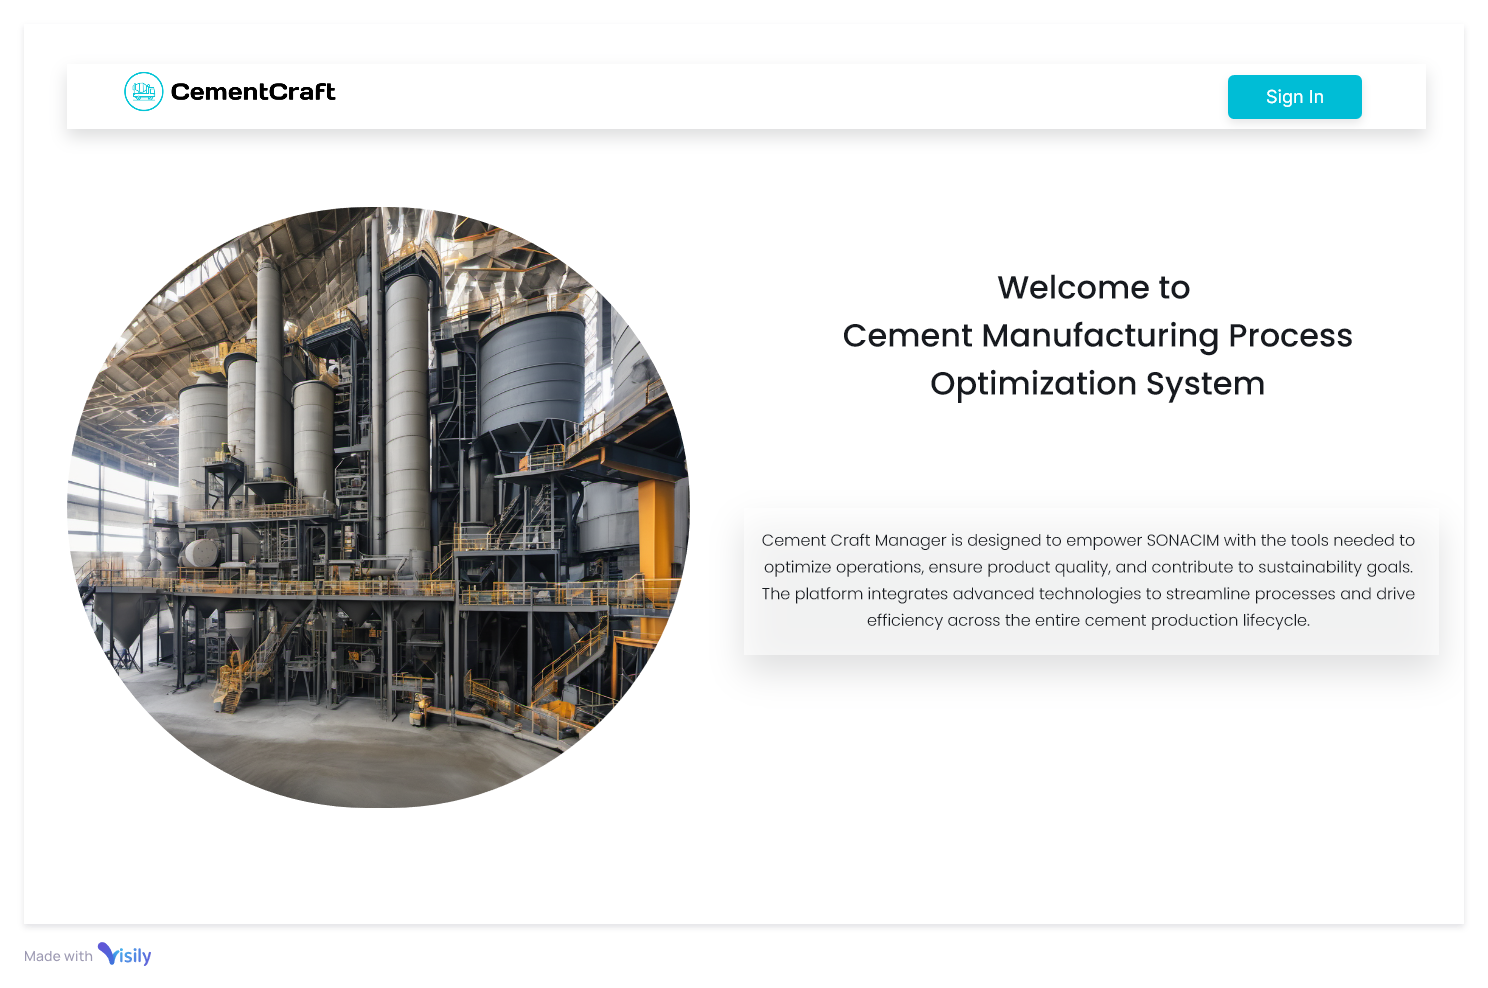 CementCraft
Sign In
Welcome to
Cement Manufacturing Process
Optimization System
Cement Craft Manager is designed to empower SONACIM with the tools needed to
optimize operations, ensure product quality, and contribute to sustainability goals.
The platform integrates advanced technologies to streamline processes and drive
efficiency across the entire cement production lifecycle.
Made with Visily